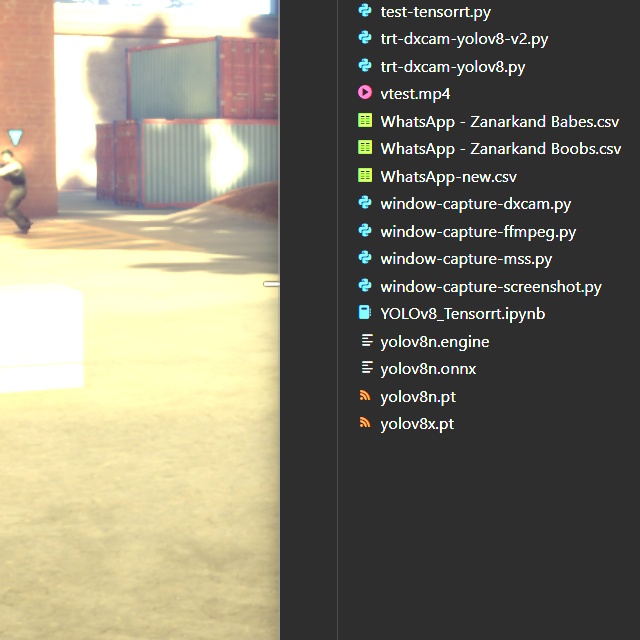 test-tensorrt.py
trt-dxcam-yolov8-v2.py
trt-dxcam-yolov8.py
vtest.mp4
WhatsApp - Zanarkand Babes.csv
WhatsApp - Zanarkand Boobs.csv
WhatsApp-new.csv
window-capture-dxcam.py
window-capture-ffmpeg.py
window-capture-mss.py
window-capture-screenshot.py
YOLOv8_Tensorrt.ipynb
yolov8n.engine
yolov8n.onnx
yolov8n.pt
yolov8x.pt